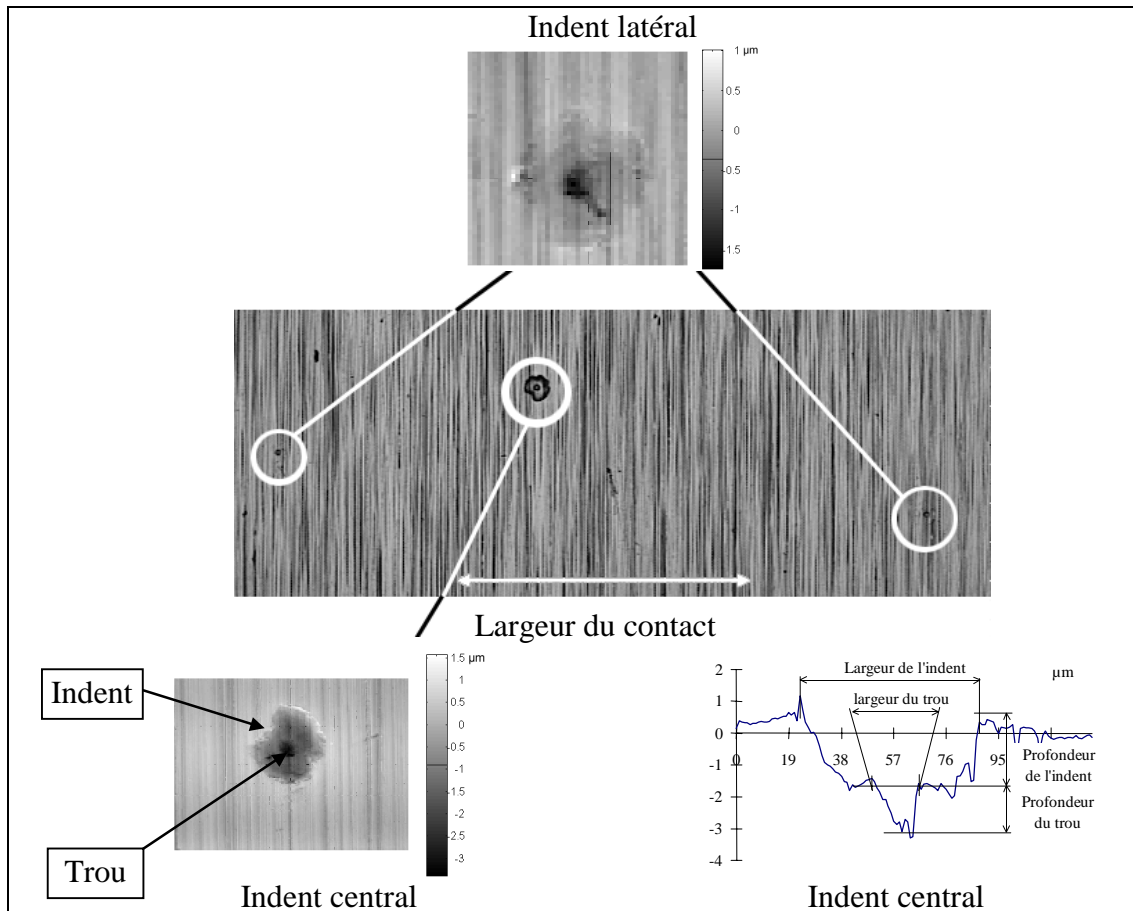 Indent latéral
1 µm
0.5
0
-0.5
-1
-1.5
Largeur du contact
Indent
Trou
1.5 µm
1
0.5
0
-0.5
-1
-1.5
-2
-2.5
-3
Indent central
2
1
0
-1
-2
-3
-4
0
19
38
57
76
95
µm
Largeur de l'indent
largeur du trou
Profondeur
de l'indent
Profondeur
du trou
Indent central